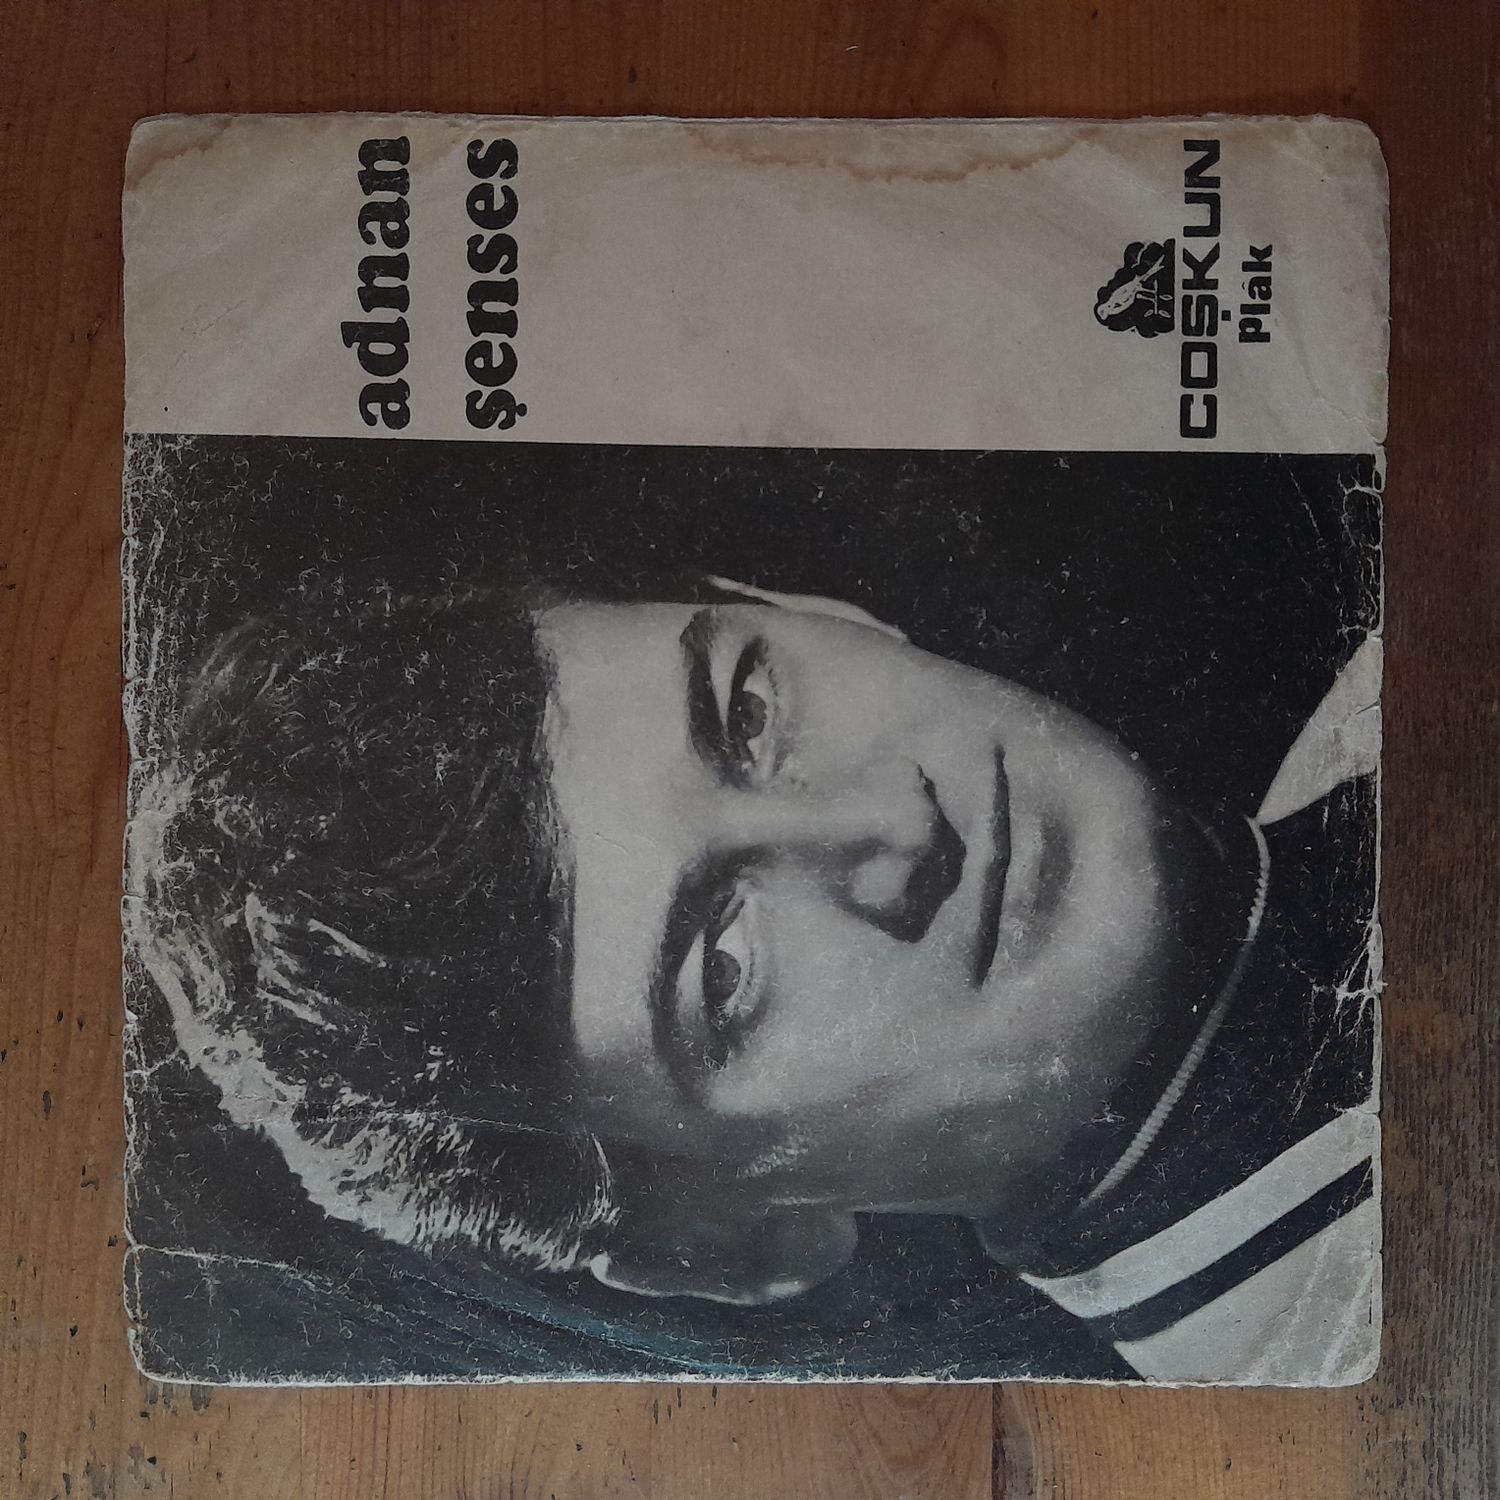 adnan
şenses
COŞKUN
Plâk